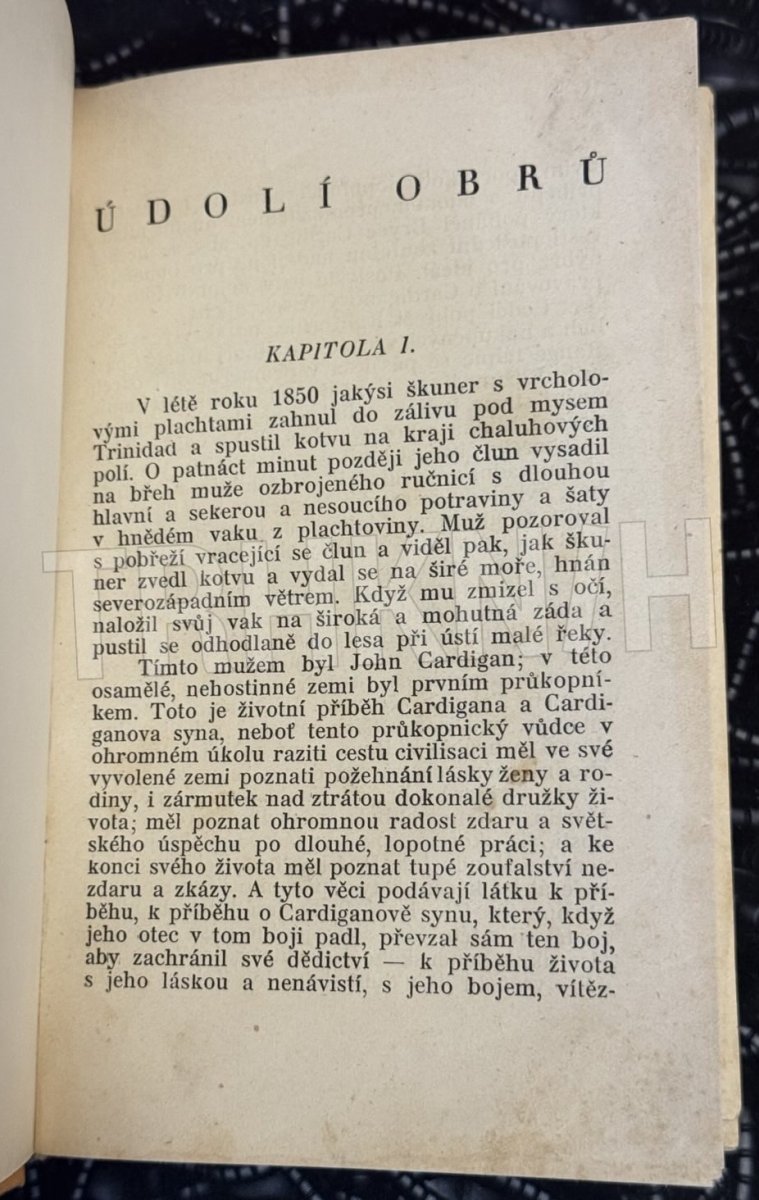 ÚDOLÍ OBRŮ
KAPITOLA 1.
V létě roku 1850 jakýsi škuner s vrcholo-
vými plachtami zahnul do zálivu pod mysem
Trinidad a spustil kotvu na kraji chaluhových
polí. O patnáct minut později jeho člun vysadil
na břeh muže ozbrojeného ručnicí s dlouhou
hlavní a sekerou a nesoucího potraviny a šaty
v hnědém vaku z plachtoviny. Muž pozoroval
s pobřeží vracející se člun a viděl pak, jak šku-
ner zvedl kotvu a vydal se na širé moře, hnán
severozápadním větrem. Když mu zmizel s očí,
naložil svůj vak na široká a mohutná záda a
pustil se odhodlaně do lesa při ústí malé řeky.
Tímto mužem byl John Cardigan; v této
osamělé, nehostinné zemi byl prvním průkopní-
kem. Toto je životní příběh Cardigana a Cardi-
ganova syna, neboť tento průkopnický vůdce v
ohromném úkolu raziti cestu civilisaci měl ve své
vyvolené zemi poznati požehnání lásky ženy a ro-
diny, i zármutek nad ztrátou dokonalé družky ži-
vota; měl poznat ohromnou radost zdaru a svět-
ského úspěchu po dlouhé, lopotné práci; a ke
konci svého života měl poznat tupé zoufalství ne-
zdaru a zkázy. A tyto věci podávají látku k pří-
běhu, k příběhu o Cardiganově synu, který, když
jeho otec v tom boji padl, převzal sám ten boj,
aby zachránil své dědictví — k příběhu života
s jeho láskou a nenávistí, s jeho bojem, vítěz-